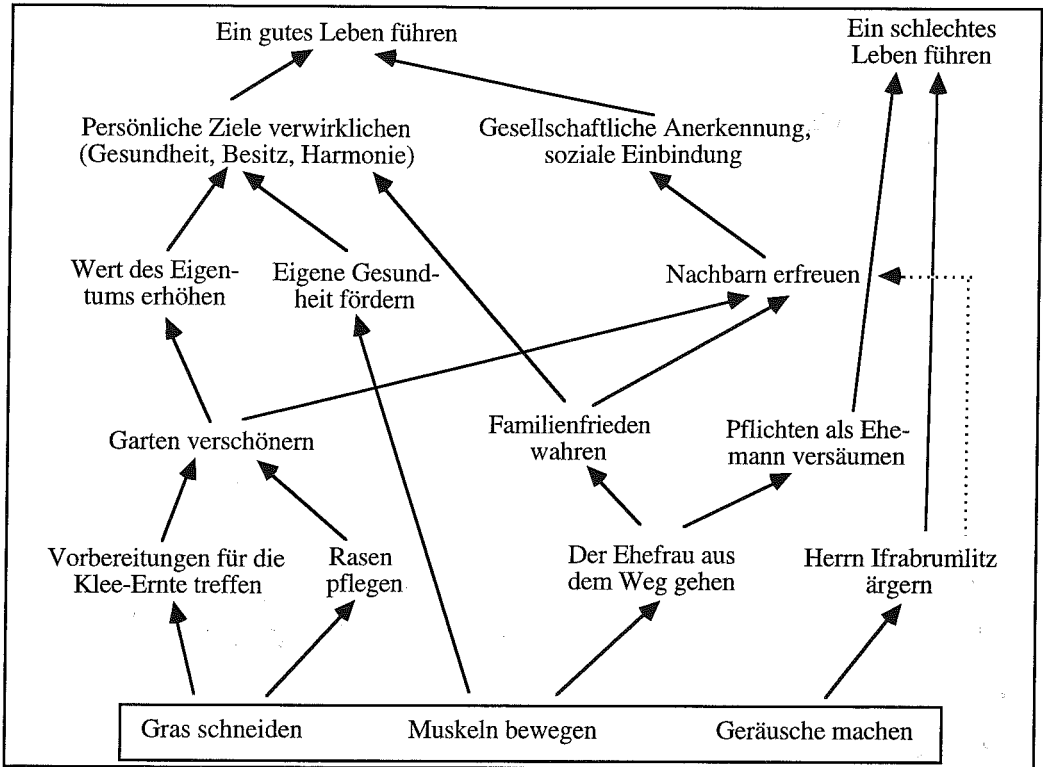 Ein gutes Leben führen
Ein schlechtes
Leben führen
Persönliche Ziele verwirklichen
(Gesundheit, Besitz, Harmonie)
Gesellschaftliche Anerkennung,
soziale Einbindung
Wert des Eigen-
tums erhöhen
Eigene Gesund-
heit fördern
Nachbarn erfreuen
Garten verschönern
Familienfrieden
wahren
Pflichten als Ehe-
mann versäumen
Vorbereitungen für die
Klee-Ernte treffen
Rasen
pflegen
Der Ehefrau aus
dem Weg gehen
Herrn Ifrabrumlitz
ärgern
Gras schneiden
Muskeln bewegen
Geräusche machen